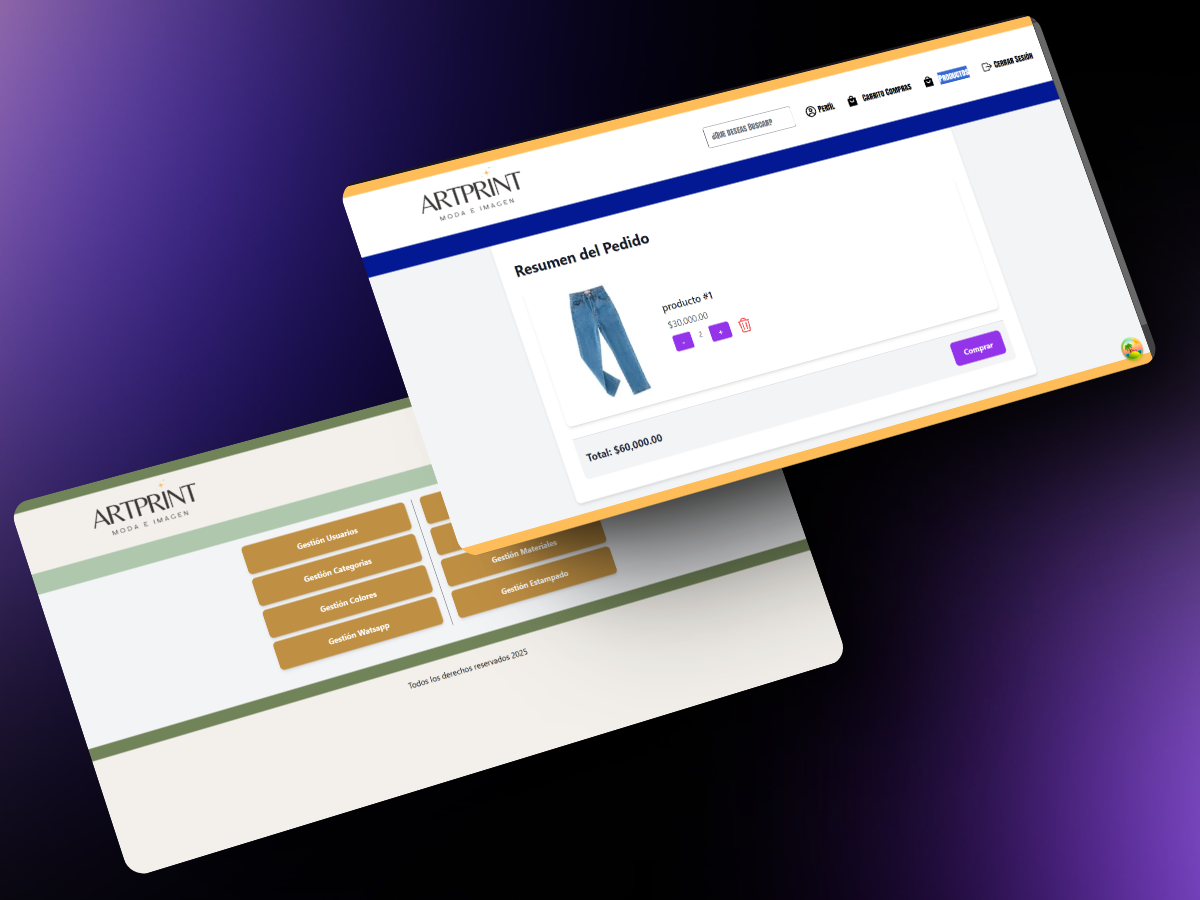 ¿Que deseas Buscar?
Perfil
Carrito Compras
Productos
Cerrar Sesión
ARTPRINT
MODA E IMAGEN
Resumen del Pedido
producto #1
$30,000.00
-
2
+
Comprar
Total: $60,000.00
ARTPRINT
MODA E IMAGEN
Gestión Usuarios
Gestión Categorias
Gestión Colores
Gestión Watsapp
Gestión Materiales
Gestión Estampado
Todos los derechos reservados 2025